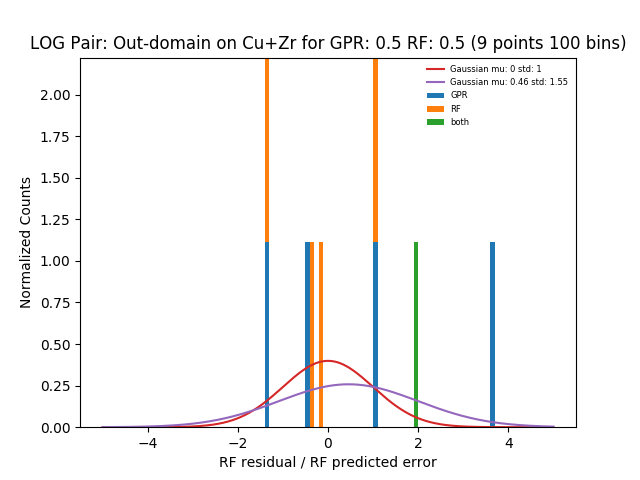 LOG Pair: Out-domain on Cu+Zr for GPR: 0.5 RF: 0.5 (9 points 100 bins)
Gaussian mu: 0 std: 1
Gaussian mu: 0.46 std: 1.55
GPR
RF
both
2.00
1.75
1.50
1.25
1.00
0.75
0.50
0.25
0.00
Normalized Counts
−4
−2
0
2
4
RF residual / RF predicted error